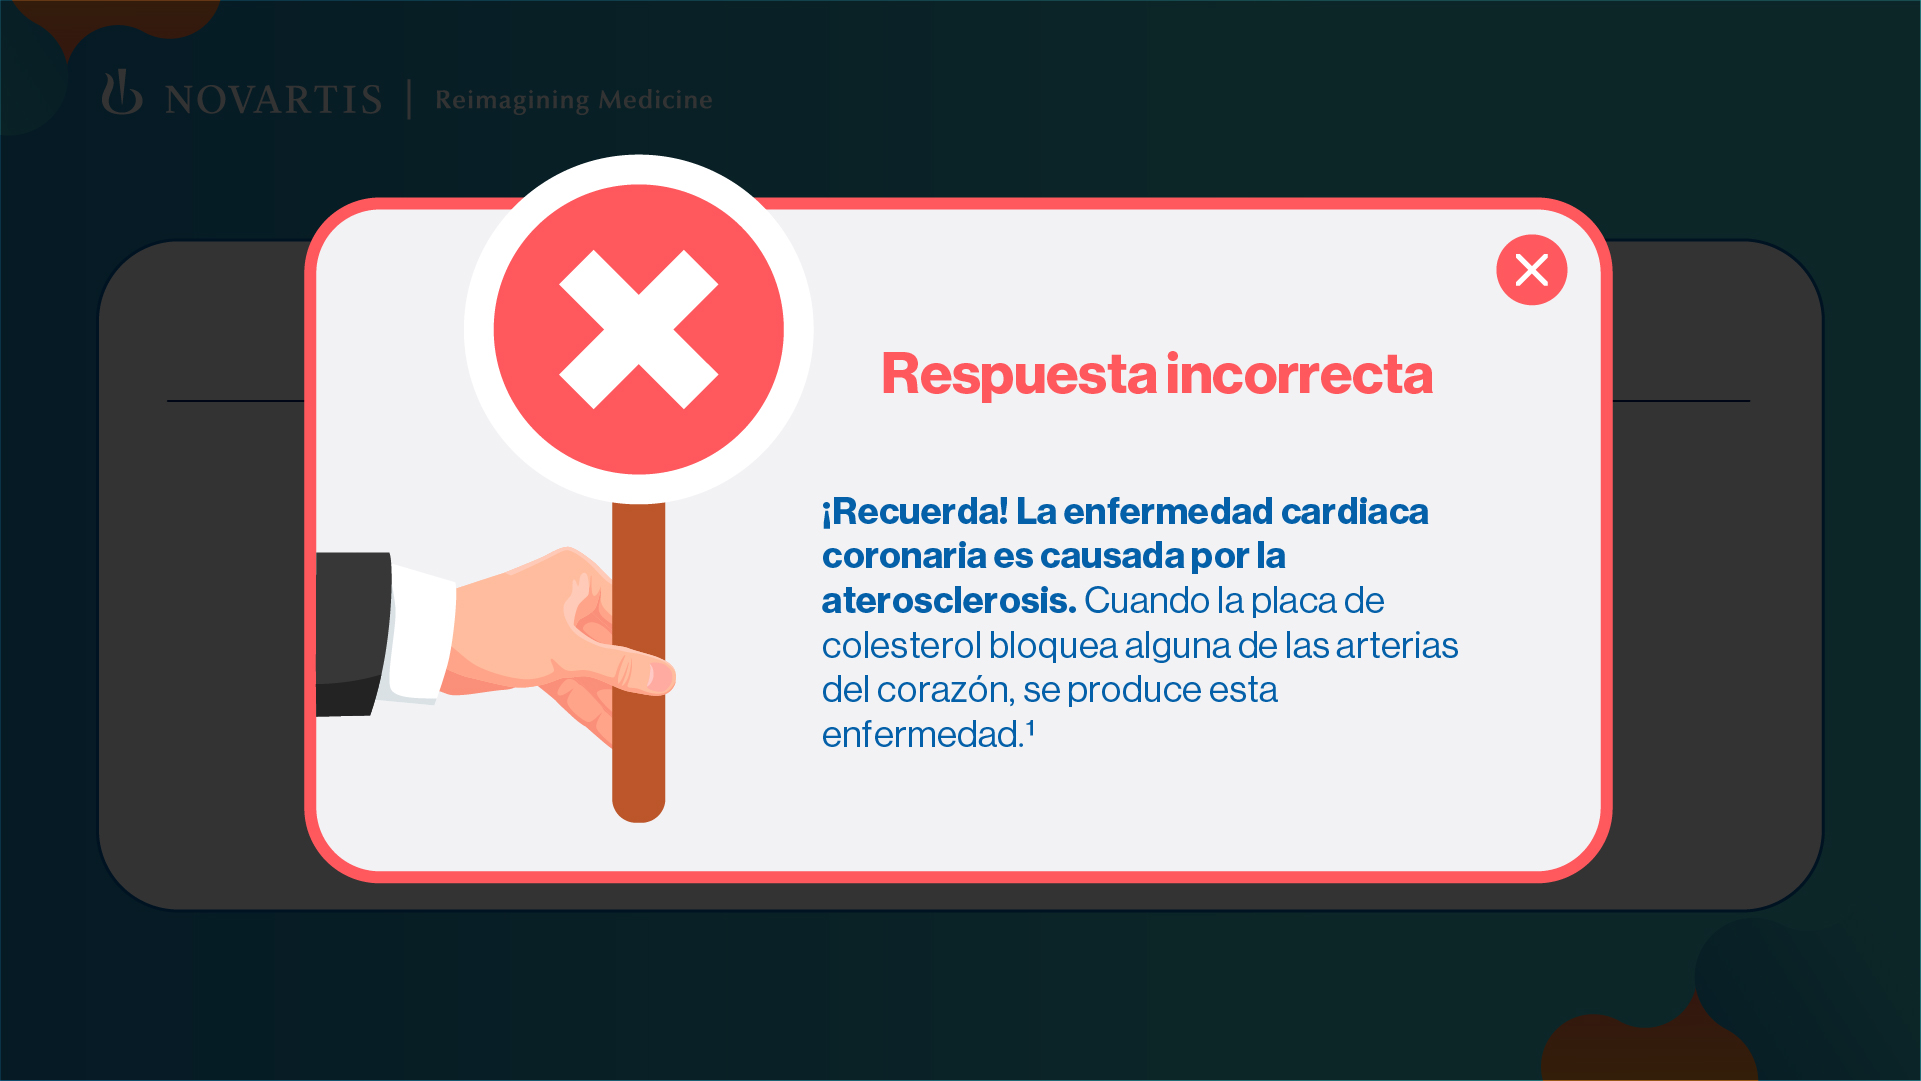 NOVARTIS | Reimagining Medicine
Respuesta incorrecta
¡Recuerda! La enfermedad cardiaca
coronaria es causada por la
aterosclerosis. Cuando la placa de
colesterol bloquea alguna de las arterias
del corazón, se produce esta
enfermedad.¹